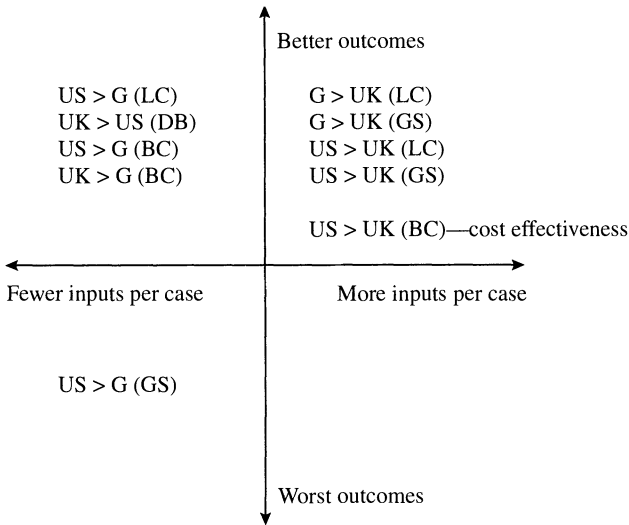 Better outcomes
US > G (LC)
UK > US (DB)
US > G (BC)
UK > G (BC)
G > UK (LC)
G > UK (GS)
US > UK (LC)
US > UK (GS)
US > UK (BC)—cost effectiveness
Fewer inputs per case
More inputs per case
US > G (GS)
Worst outcomes